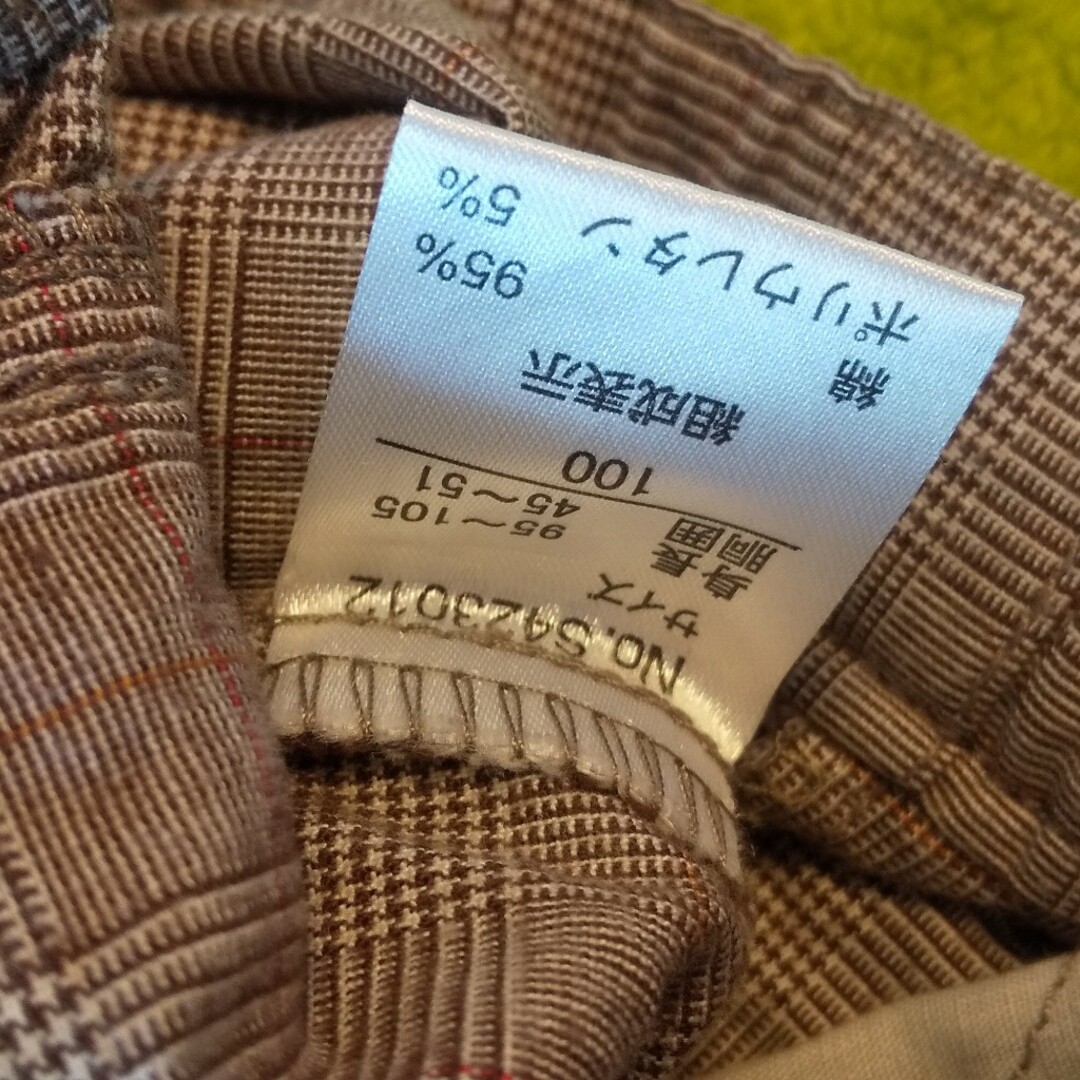 No.S423012
サイズ
身長 95～105
胴囲 45～51
100
組成表示
綿 95%
ポリウレタン 5%